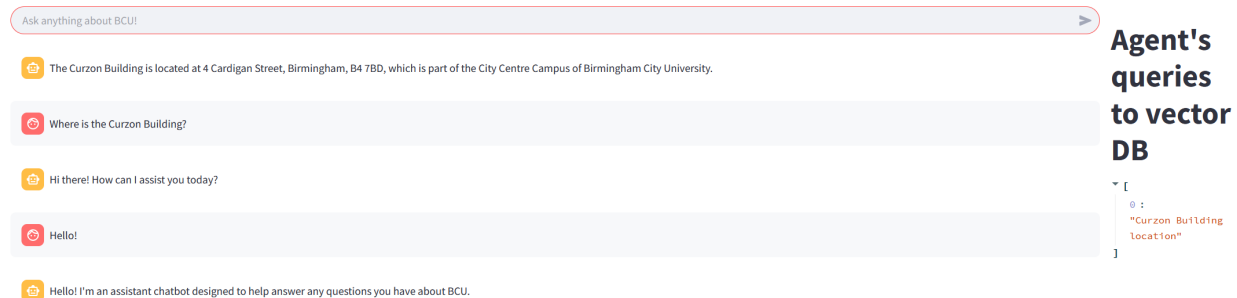 Ask anything about BCU!
The Curzon Building is located at 4 Cardigan Street, Birmingham, B4 7BD, which is part of the City Centre Campus of Birmingham City University.
Where is the Curzon Building?
Hi there! How can I assist you today?
Hello!
Hello! I'm an assistant chatbot designed to help answer any questions you have about BCU.
Agent's
queries
to vector
DB
[
0 :
"Curzon Building
location"
]